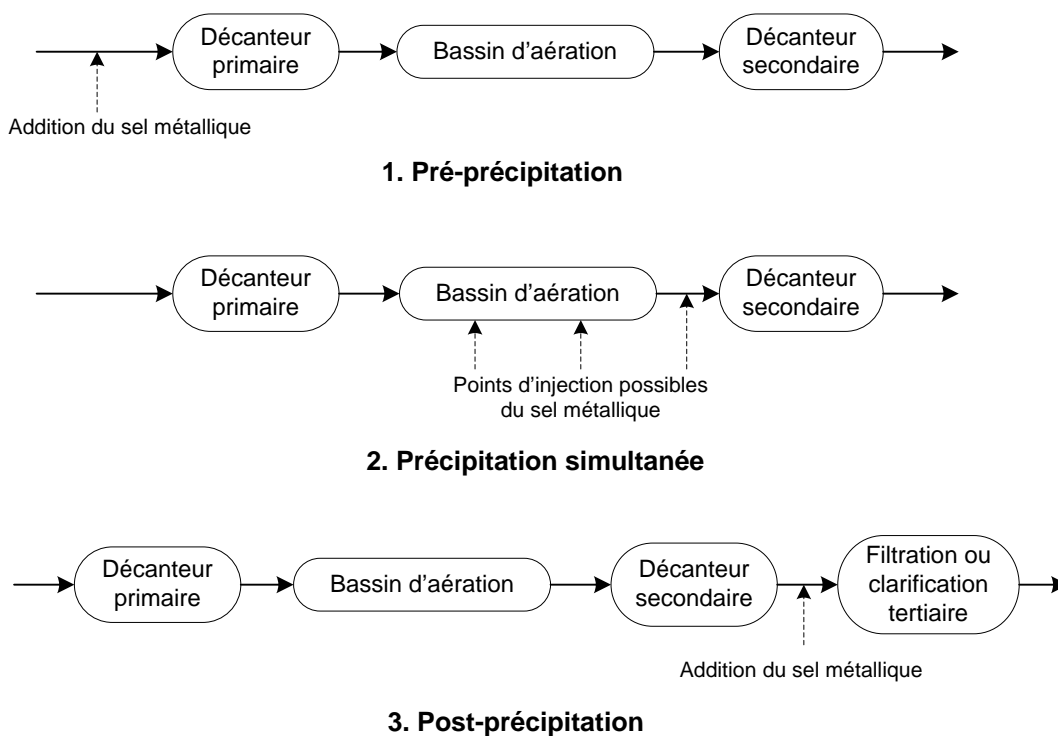 Décanteur
primaire
Bassin d'aération
Décanteur
secondaire
Addition du sel métallique
1. Pré-précipitation
Décanteur
primaire
Bassin d'aération
Décanteur
secondaire
Points d'injection possibles
du sel métallique
2. Précipitation simultanée
Décanteur
primaire
Bassin d'aération
Décanteur
secondaire
Filtration ou
clarification
tertiaire
Addition du sel métallique
3. Post-précipitation